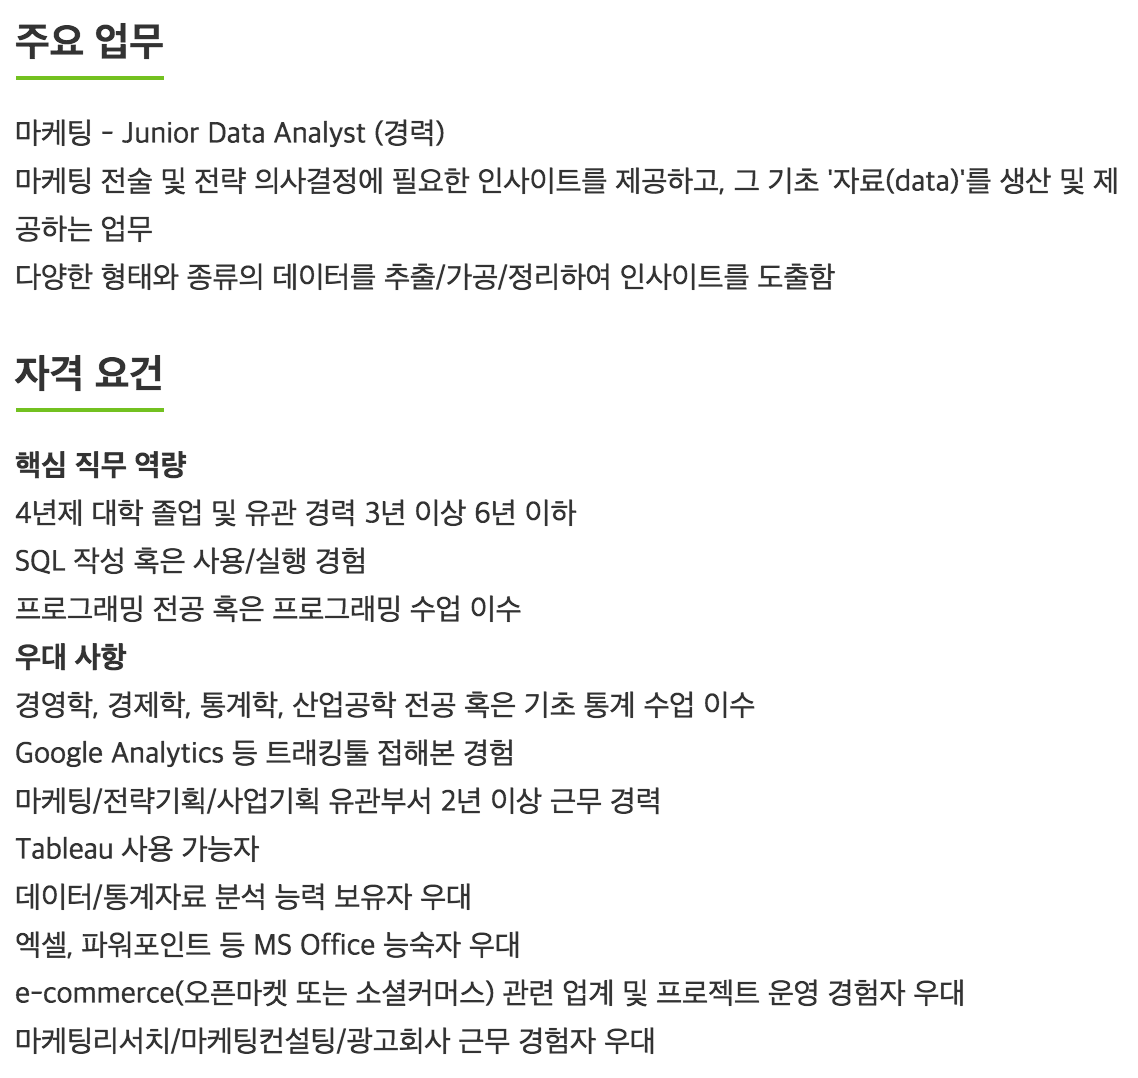 주요 업무
마케팅 - Junior Data Analyst (경력)
마케팅 전술 및 전략 의사결정에 필요한 인사이트를 제공하고, 그 기초 '자료(data)'를 생산 및 제
공하는 업무
다양한 형태와 종류의 데이터를 추출/가공/정리하여 인사이트를 도출함
자격 요건
핵심 직무 역량
4년제 대학 졸업 및 유관 경력 3년 이상 6년 이하
SQL 작성 혹은 사용/실행 경험
프로그래밍 전공 혹은 프로그래밍 수업 이수
우대 사항
경영학, 경제학, 통계학, 산업공학 전공 혹은 기초 통계 수업 이수
Google Analytics 등 트래킹툴 접해본 경험
마케팅/전략기획/사업기획 유관부서 2년 이상 근무 경력
Tableau 사용 가능자
데이터/통계자료 분석 능력 보유자 우대
엑셀, 파워포인트 등 MS Office 능숙자 우대
e-commerce(오픈마켓 또는 소셜커머스) 관련 업계 및 프로젝트 운영 경험자 우대
마케팅리서치/마케팅컨설팅/광고회사 근무 경험자 우대